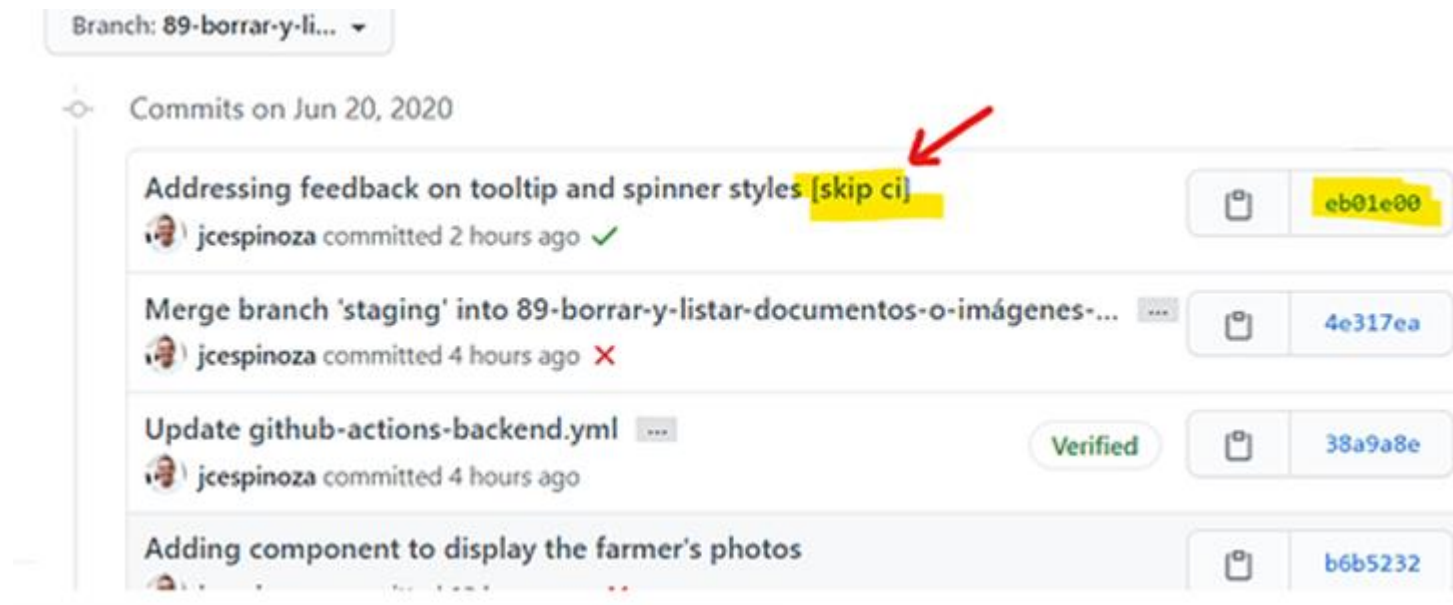 Branch: 89-borrar-y-li...
Commits on Jun 20, 2020
Addressing feedback on tooltip and spinner styles [skip ci]
eb01e00
jcespinoza committed 2 hours ago
Merge branch 'staging' into 89-borrar-y-listar-documentos-o-imágenes-... ...
4e317ea
jcespinoza committed 4 hours ago
Update github-actions-backend.yml ...
Verified
38a9a8e
jcespinoza committed 4 hours ago
Adding component to display the farmer's photos
b6b5232